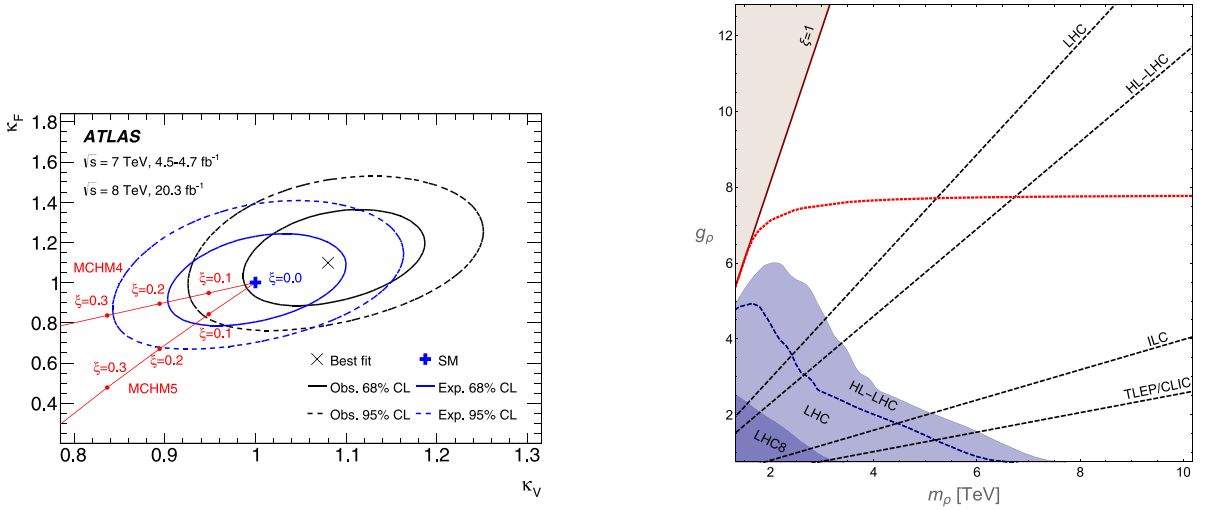 ATLAS
√s = 7 TeV, 4.5-4.7 fb⁻¹
√s = 8 TeV, 20.3 fb⁻¹
κ_F
1.8
1.6
1.4
1.2
1
0.8
0.6
0.4
MCHM4
ξ=0.3
ξ=0.2
ξ=0.1
ξ=0.0
ξ=0.1
ξ=0.2
ξ=0.3
MCHM5
Best fit
SM
Obs. 68% CL
Exp. 68% CL
Obs. 95% CL
Exp. 95% CL
0.8
0.9
1
1.1
1.2
1.3
κ_V
12
10
8
6
4
2
g_ρ
ξ=1
LHC
HL-LHC
ILC
TLEP/CLIC
HL-LHC
LHC
LHC8
2
4
6
8
10
m_ρ [TeV]